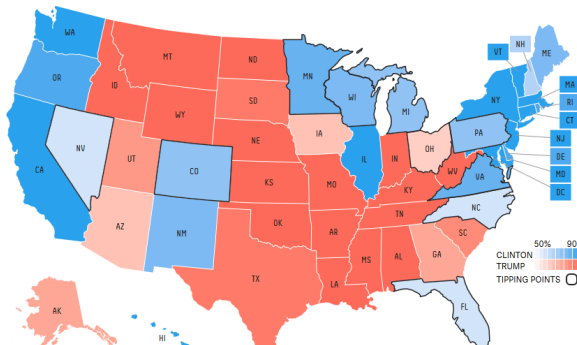 WA
MT
ND
MN
VT
NH
ME
OR
ID
SD
WI
MI
NY
MA
RI
CT
WY
NE
IA
PA
NJ
NV
UT
CO
IL
IN
OH
WV
VA
DE
MD
DC
CA
KS
MO
KY
NC
AZ
NM
OK
AR
TN
SC
MS
AL
GA
TX
LA
AK
HI
FL
50% 90
CLINTON
TRUMP
TIPPING POINTS